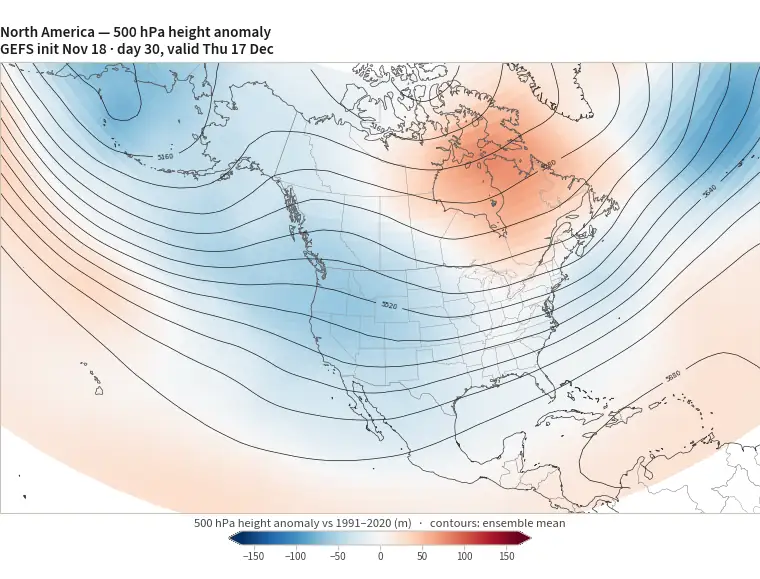 North America — 500 hPa height anomaly
GEFS init Nov 18 · day 30, valid Thu 17 Dec
5160
5640
5520
5880
500 hPa height anomaly vs 1991–2020 (m) · contours: ensemble mean
−150 −100 −50 0 50 100 150